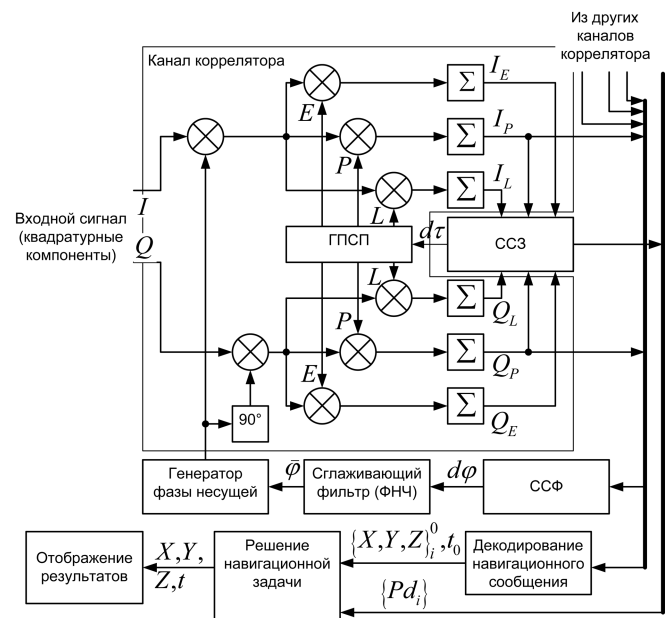 Из других
каналов
коррелятора
Канал коррелятора
Σ
I_E
E
Σ
I_P
P
Σ
I_L
L
Входной сигнал
(квадратурные
компоненты)
I
Q
ГПСП
dτ
ССЗ
L
Σ
Q_L
P
Σ
Q_P
E
Σ
Q_E
90°
Генератор
фазы несущей
φ̄
Сглаживающий
фильтр (ФНЧ)
dφ
ССФ
Отображение
результатов
X,Y,
Z,t
Решение
навигационной
задачи
{X,Y,Z}_i^0,t_0
Декодирование
навигационного
сообщения
{Pd_i}